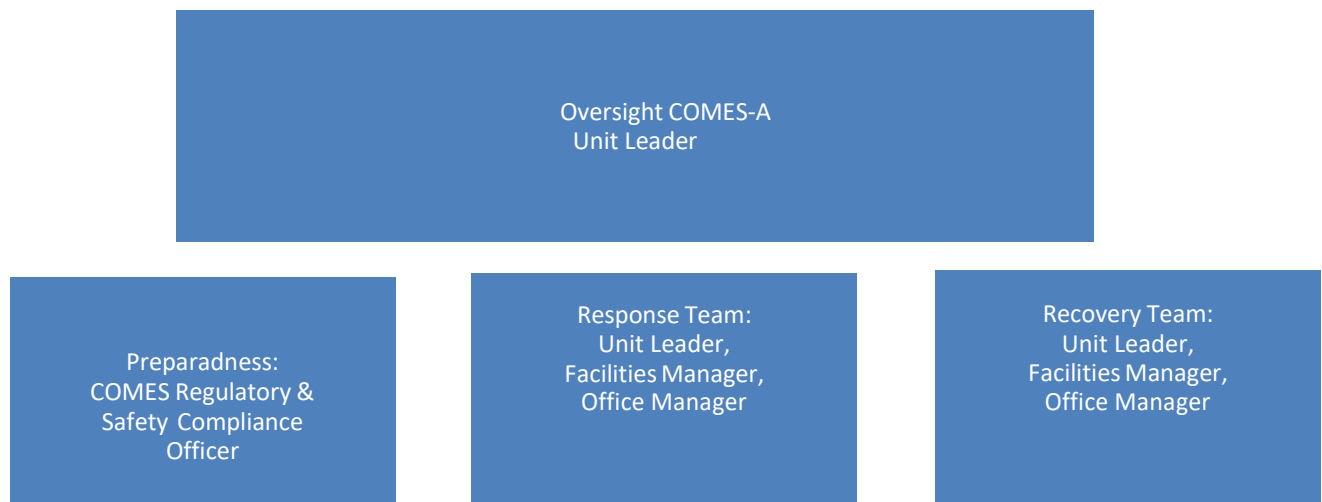 Oversight COMES-A
Unit Leader
Preparadness:
COMES Regulatory &
Safety Compliance
Officer
Response Team:
Unit Leader,
Facilities Manager,
Office Manager
Recovery Team:
Unit Leader,
Facilities Manager,
Office Manager